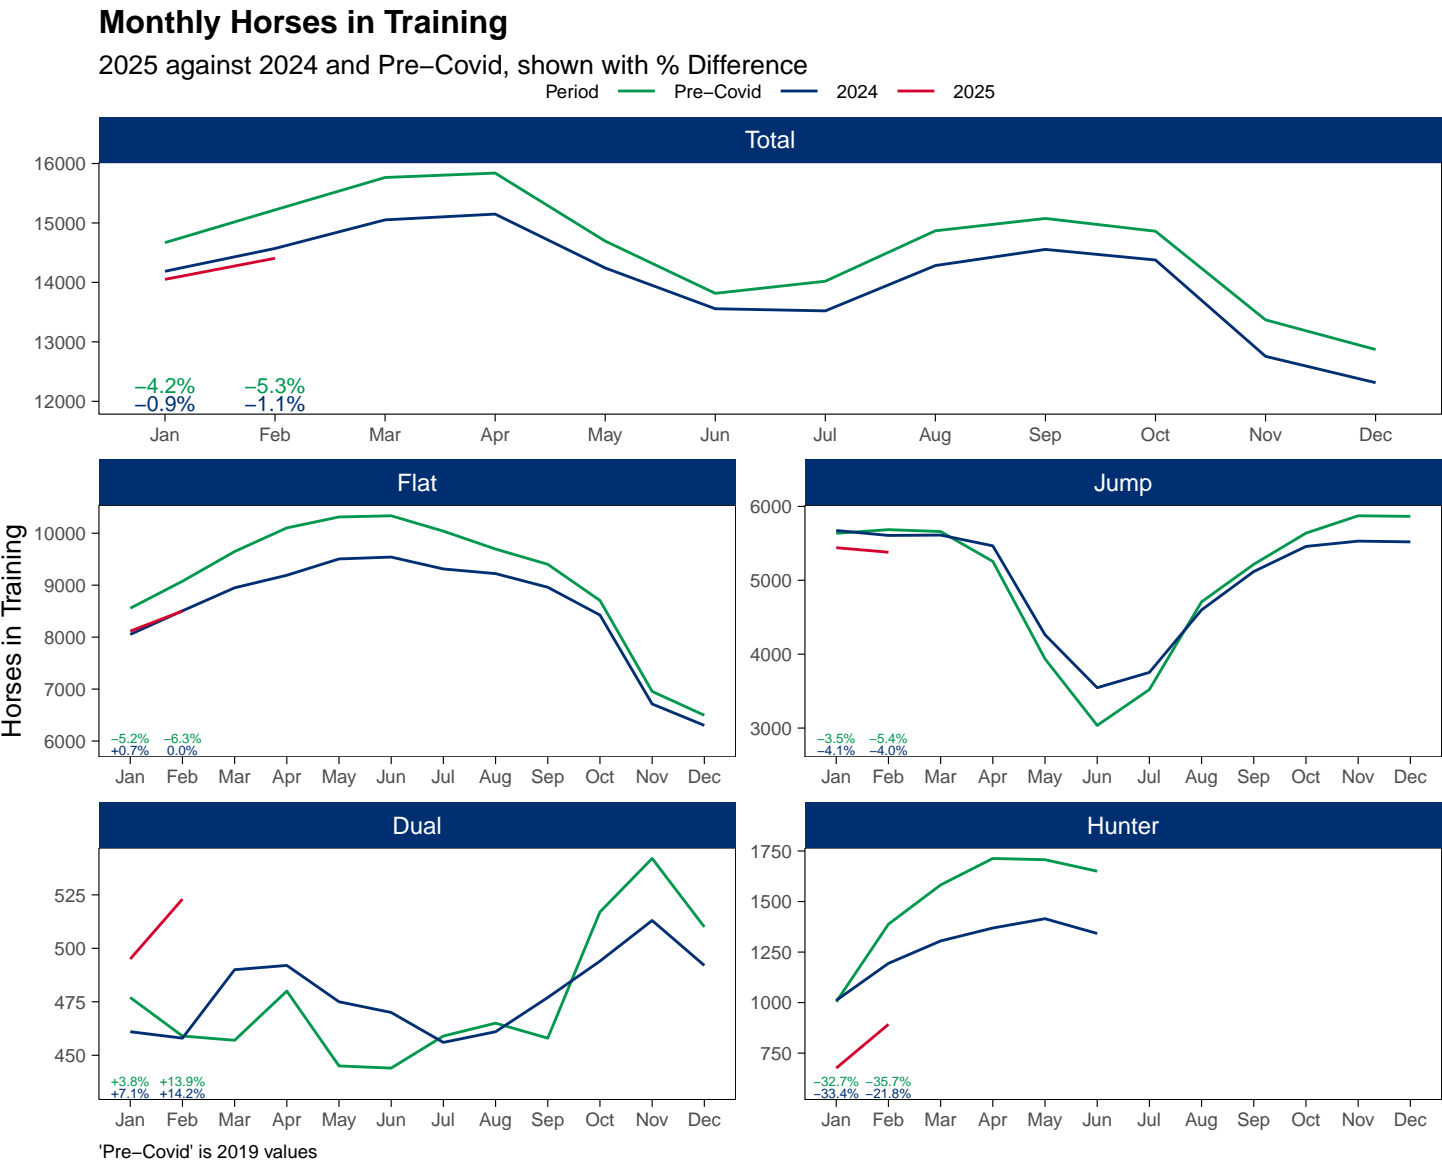 Monthly Horses in Training
2025 against 2024 and Pre−Covid, shown with % Difference
Period Pre−Covid 2024 2025
Total
16000
15000
14000
13000
12000
−4.2% −5.3%
−0.9% −1.1%
Jan Feb Mar Apr May Jun Jul Aug Sep Oct Nov Dec
Horses in Training
Flat
10000
9000
8000
7000
6000
−5.2% −6.3%
+0.7% 0.0%
Jan Feb Mar Apr May Jun Jul Aug Sep Oct Nov Dec
Jump
6000
5000
4000
3000
−3.5% −5.4%
−4.1% −4.0%
Jan Feb Mar Apr May Jun Jul Aug Sep Oct Nov Dec
Dual
525
500
475
450
+3.8% +13.9%
+7.1% +14.2%
Jan Feb Mar Apr May Jun Jul Aug Sep Oct Nov Dec
Hunter
1750
1500
1250
1000
750
−32.7% −35.7%
−33.4% −21.8%
Jan Feb Mar Apr May Jun Jul Aug Sep Oct Nov Dec
'Pre−Covid' is 2019 values